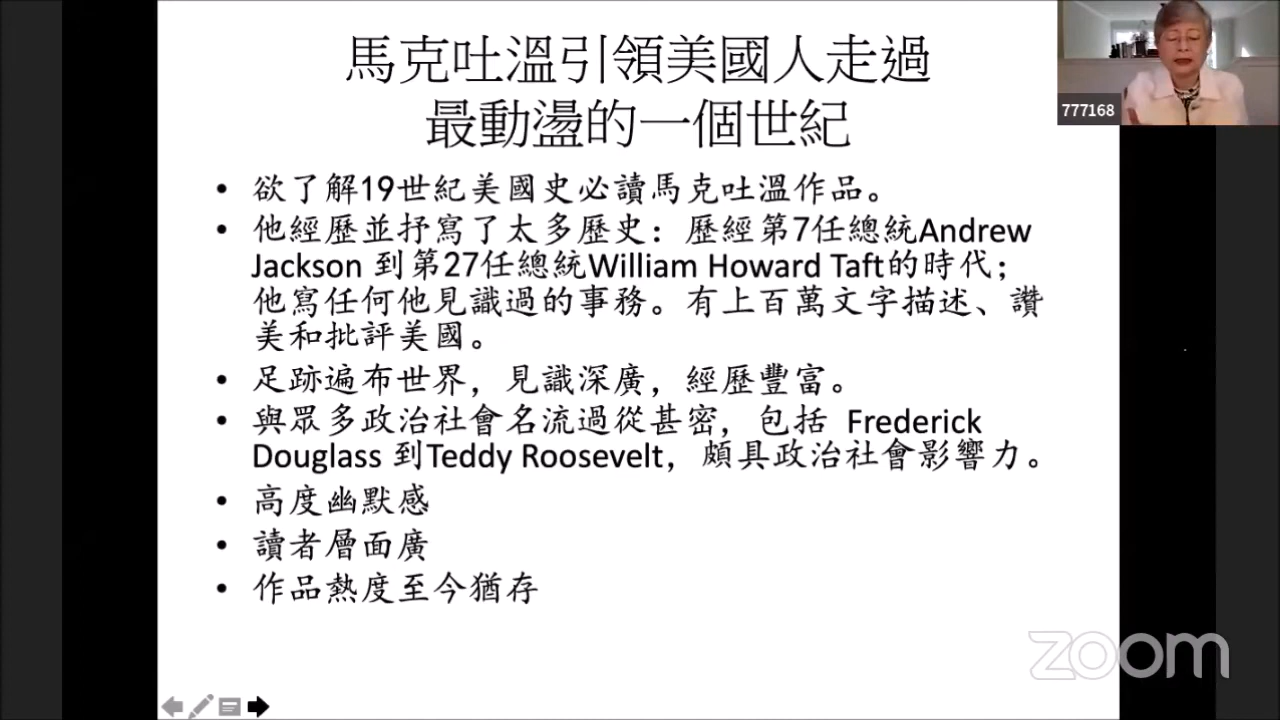 馬克吐溫引領美國人走過
最動盪的一個世紀
777168
• 欲了解19世紀美國史必讀馬克吐溫作品。
• 他經歷並抒寫了太多歷史：歷經第7任總統Andrew
Jackson 到第27任總統William Howard Taft的時代；
他寫任何他見識過的事務。有上百萬文字描述、讚
美和批評美國。
• 足跡遍布世界，見識深廣，經歷豐富。
• 與眾多政治社會名流過從甚密，包括 Frederick
Douglass 到Teddy Roosevelt，頗具政治社會影響力。
• 高度幽默感
• 讀者層面廣
• 作品熱度至今猶存
zoom